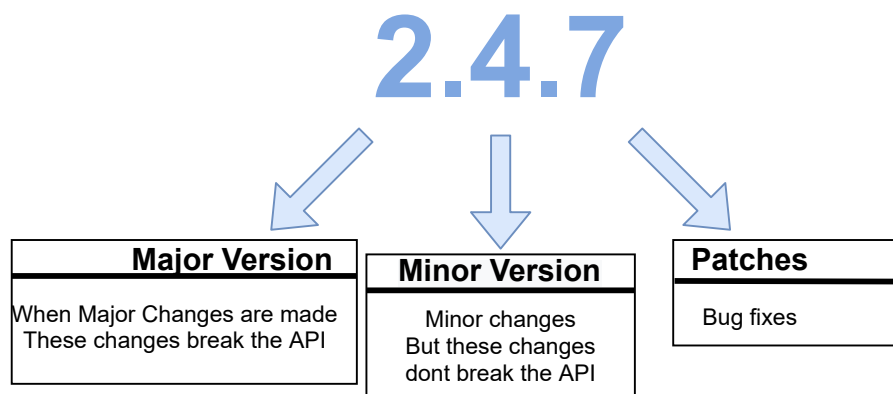 2.4.7
Major Version
When Major Changes are made
These changes break the API
Minor Version
Minor changes
But these changes
dont break the API
Patches
Bug fixes